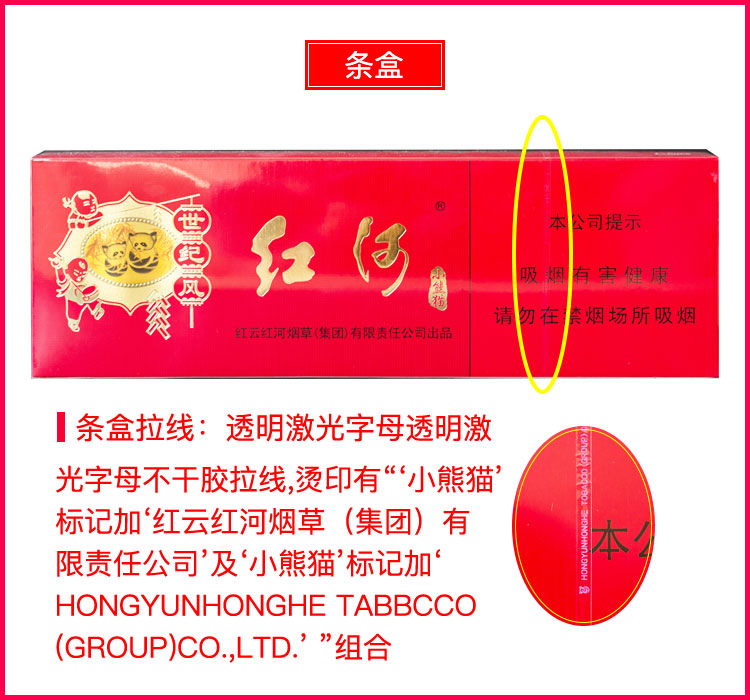 条盒
世纪风
红河®
小熊猫
红云红河烟草(集团)有限责任公司出品
本公司提示
吸烟有害健康
请勿在禁烟场所吸烟
条盒拉线：透明激光字母透明激
光字母不干胶拉线,烫印有“‘小熊猫’
标记加‘红云红河烟草（集团）有
限责任公司’及‘小熊猫’标记加‘
HONGYUNHONGHE TABBCCO
(GROUP)CO.,LTD.’ ”组合
HONGYUNHONGHE TOBACCO (GROUP)
本公